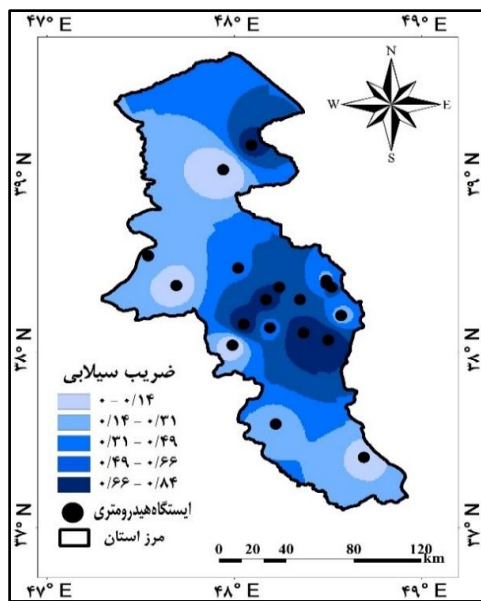 ۴۷° E ۴۸° E ۴۹° E
N
W E
S
۳۹° N ۳۹° N
۳۸° N ۳۸° N
ضریب سیلابی
۰ – ۰/۱۴
۰/۱۴ – ۰/۳۱
۰/۳۱ – ۰/۴۹
۰/۴۹ – ۰/۶۶
۰/۶۶ – ۰/۸۴
ایستگاه‌هیدرومتری
مرز استان
۳۷° N ۳۷° N
0 20 40 80 120
km
۴۷° E ۴۸° E ۴۹° E